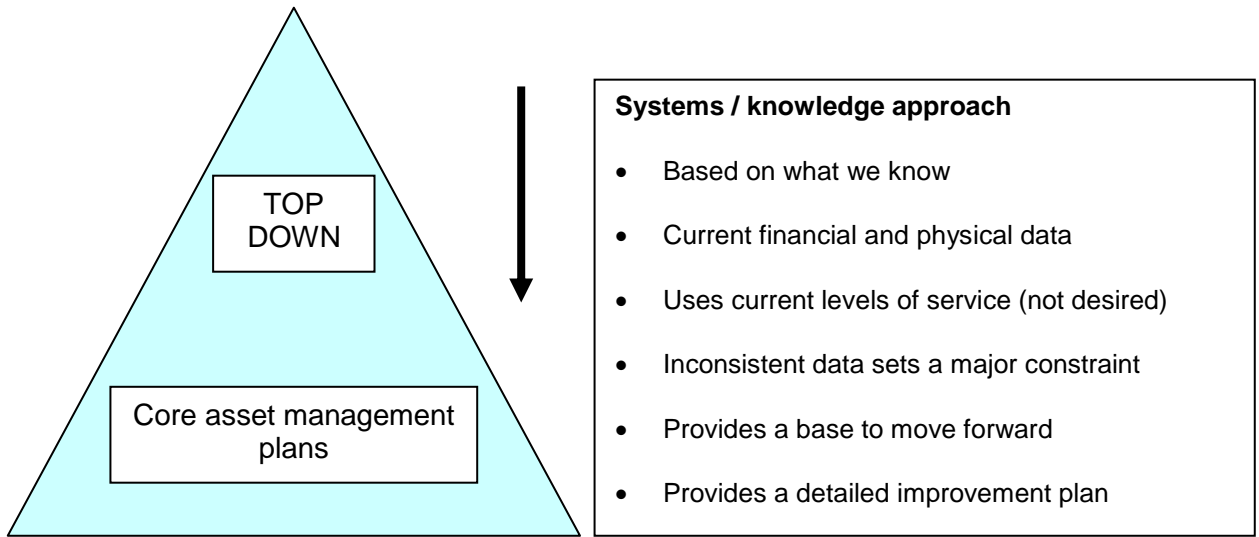 TOP
DOWN
Core asset management
plans
Systems / knowledge approach
• Based on what we know
• Current financial and physical data
• Uses current levels of service (not desired)
• Inconsistent data sets a major constraint
• Provides a base to move forward
• Provides a detailed improvement plan